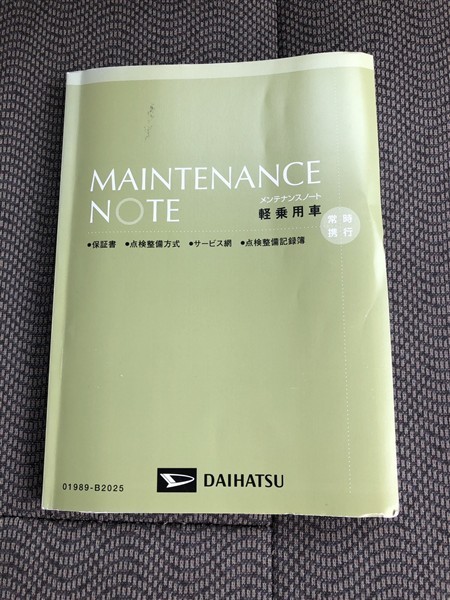 MAINTENANCE
NOTE
メンテナンスノート
軽乗用車
常時
携行
●保証書 ●点検整備方式 ●サービス網 ●点検整備記録簿
01989-B2025
DAIHATSU